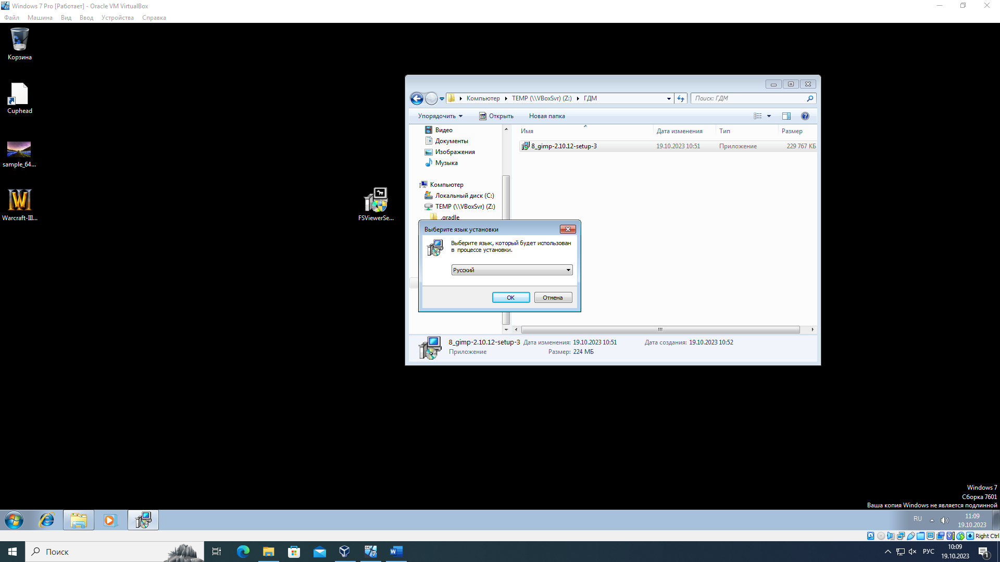 Windows 7 Pro [Работает] - Oracle VM VirtualBox
Файл Машина Вид Ввод Устройства Справка
Корзина
Cuphead
sample_64...
Warcraft-III...
FSViewerSe...
Компьютер TEMP (\\VBoxSvr) (Z:) ГДМ
Поиск: ГДМ
Упорядочить Открыть Новая папка
Видео
Документы
Изображения
Музыка
Компьютер
Локальный диск (C:)
TEMP (\\VBoxSvr) (Z:)
.gradle
Имя Дата изменения Тип Размер
8_gimp-2.10.12-setup-3 19.10.2023 10:51 Приложение 229 767 КБ
Выберите язык установки
Выберите язык, который будет использован
в процессе установки.
Русский
ОК Отмена
8_gimp-2.10.12-setup-3 Дата изменения: 19.10.2023 10:51 Дата создания: 19.10.2023 10:52
Приложение Размер: 224 МБ
Windows 7
Сборка 7601
Ваша копия Windows не является подлинной
RU
11:09
19.10.2023
Right Ctrl
Поиск
РУС
10:09
19.10.2023
1